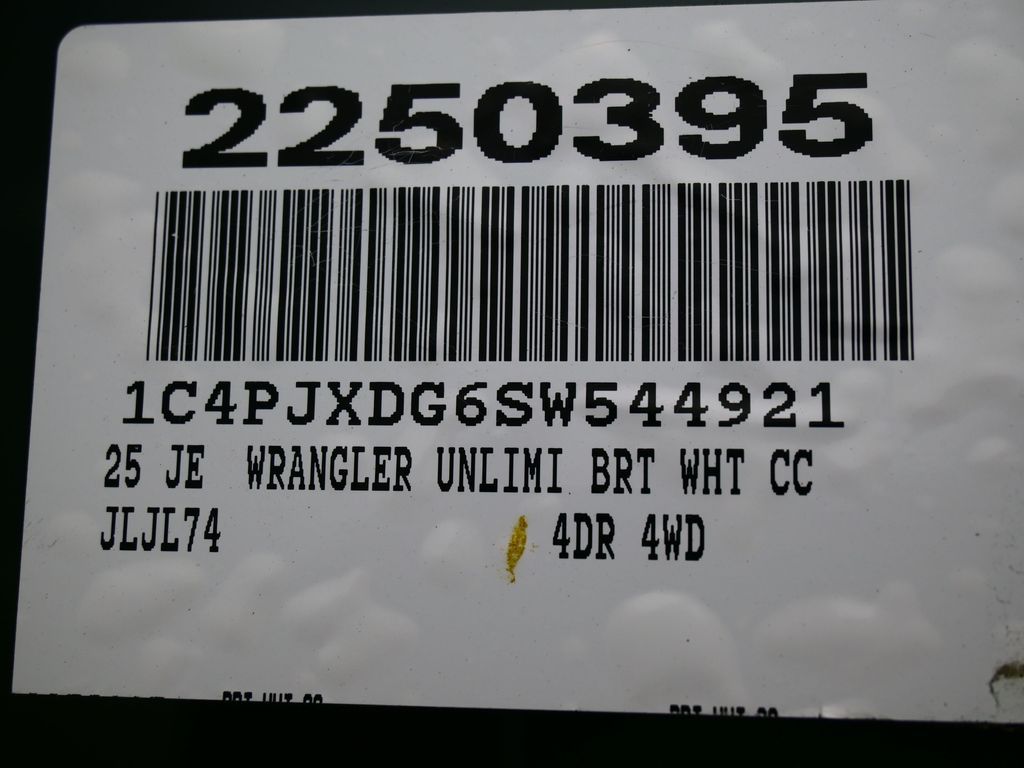 2250395
1C4PJXDG6SW544921
25 JE WRANGLER UNLIMI BRT WHT CC
JLJL74 4DR 4WD